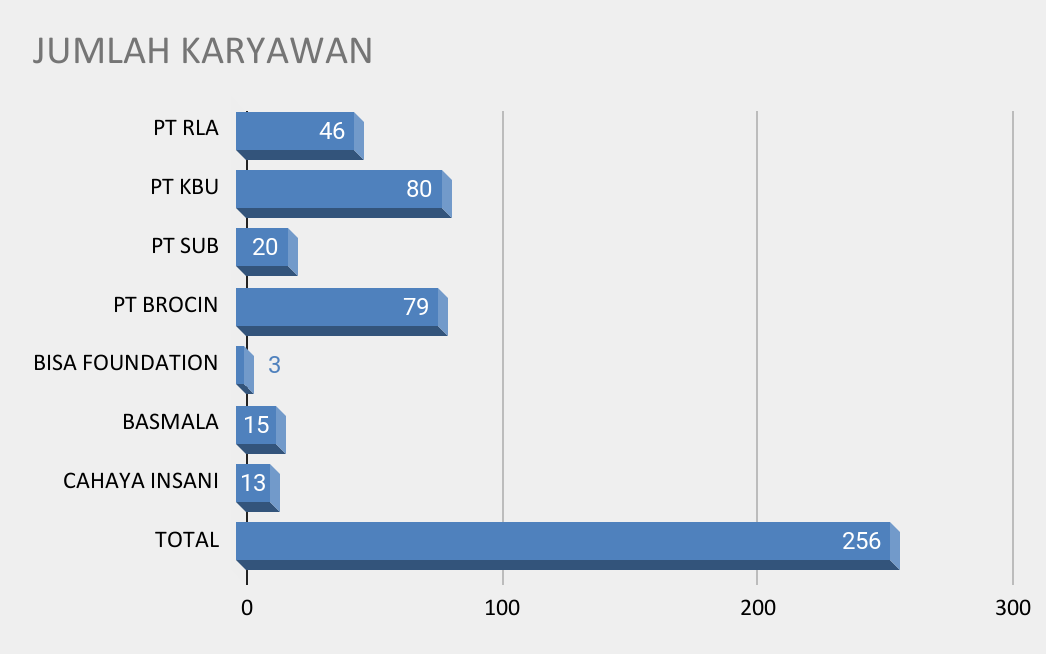 JUMLAH KARYAWAN
PT RLA 46
PT KBU 80
PT SUB 20
PT BROCIN 79
BISA FOUNDATION 3
BASMALA 15
CAHAYA INSANI 13
TOTAL 256
0 100 200 300